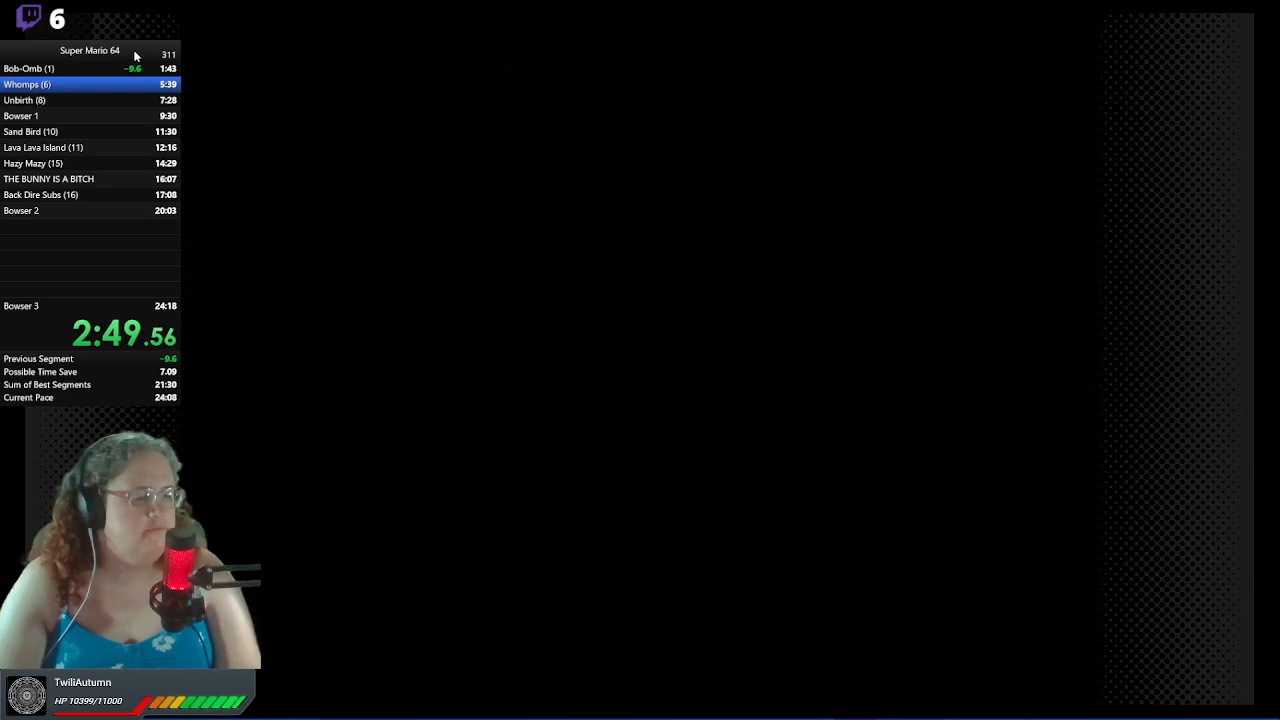 6
Super Mario 64 311
Bob-Omb (1) −9.6 1:43
Whomps (6) 5:39
Unbirth (8) 7:28
Bowser 1 9:30
Sand Bird (10) 11:30
Lava Lava Island (11) 12:16
Hazy Mazy (15) 14:29
THE BUNNY IS A BITCH 16:07
Back Dire Subs (16) 17:08
Bowser 2 20:03
Bowser 3 24:18
2:49.56
Previous Segment −9.6
Possible Time Save 7.09
Sum of Best Segments 21:30
Current Pace 24:08
TwiliAutumn
HP 10399/11000